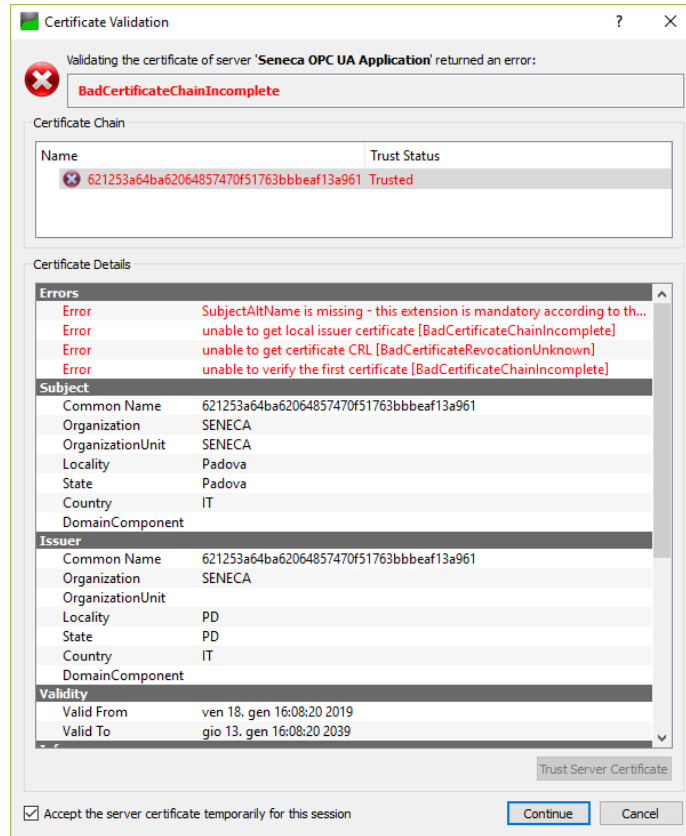 Certificate Validation
Validating the certificate of server 'Seneca OPC UA Application' returned an error:
BadCertificateChainIncomplete
Certificate Chain
Name Trust Status
621253a64ba62064857470f51763bbbeaf13a961 Trusted
Certificate Details
Errors
Error SubjectAltName is missing - this extension is mandatory according to th...
Error unable to get local issuer certificate [BadCertificateChainIncomplete]
Error unable to get certificate CRL [BadCertificateRevocationUnknown]
Error unable to verify the first certificate [BadCertificateChainIncomplete]
Subject
Common Name 621253a64ba62064857470f51763bbbeaf13a961
Organization SENECA
OrganizationUnit SENECA
Locality Padova
State Padova
Country IT
DomainComponent
Issuer
Common Name 621253a64ba62064857470f51763bbbeaf13a961
Organization SENECA
OrganizationUnit
Locality PD
State PD
Country IT
DomainComponent
Validity
Valid From ven 18. gen 16:08:20 2019
Valid To gio 13. gen 16:08:20 2039
Trust Server Certificate
Accept the server certificate temporarily for this session
Continue Cancel